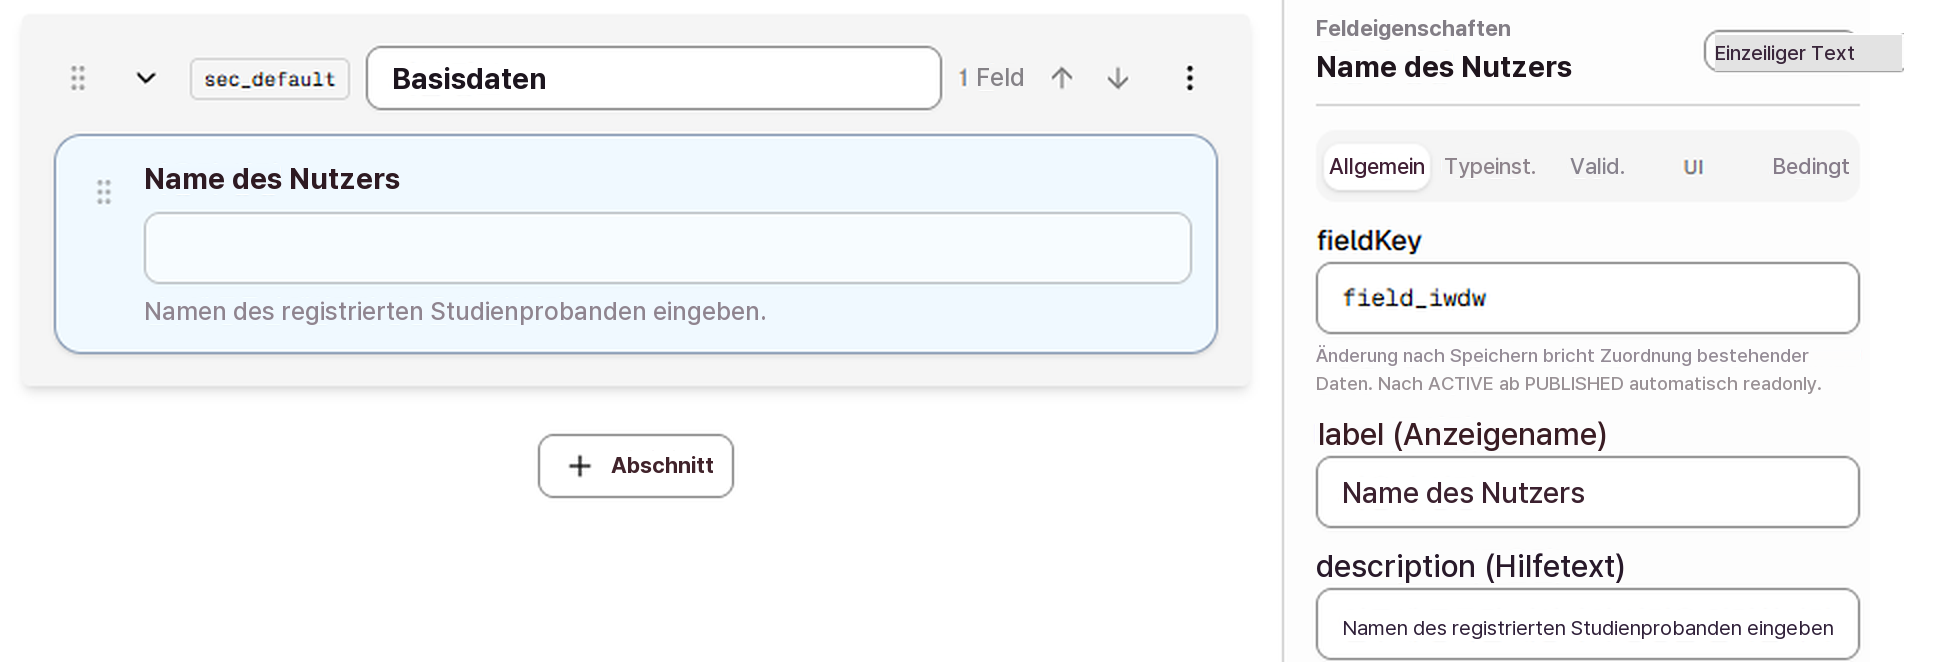 sec_default
Basisdaten
1 Feld
Name des Nutzers
Namen des registrierten Studienprobanden eingeben.
Abschnitt
Feldeigenschaften
Name des Nutzers
Einzeiliger Text
Allgemein Typeinst. Valid. UI Bedingt
fieldKey
field_iwdw
Änderung nach Speichern bricht Zuordnung bestehender
Daten. Nach ACTIVE ab PUBLISHED automatisch readonly.
label (Anzeigename)
Name des Nutzers
description (Hilfetext)
Namen des registrierten Studienprobanden eingeben